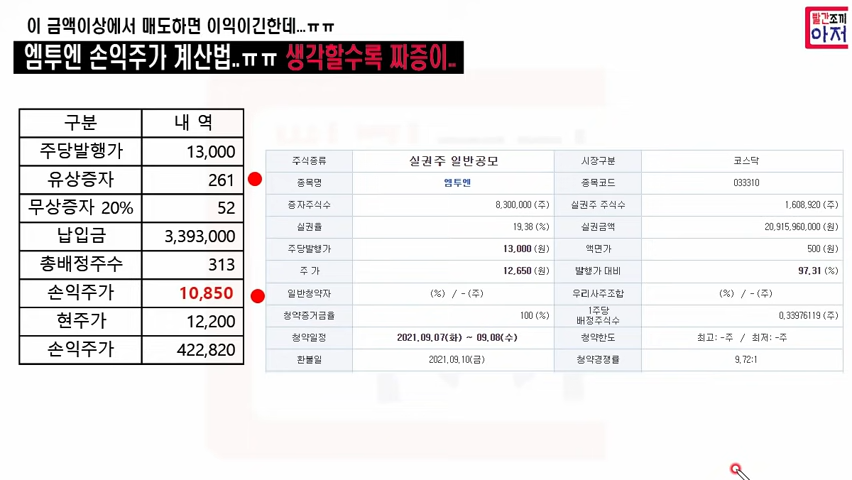 이 금액이상에서 매도하면 이익이긴한데...ㅠㅠ
엠투엔 손익주가 계산법..ㅠㅠ 생각할수록 짜증이..
빨간조끼
아저
구분 내 역
주당발행가 13,000
유상증자 261
무상증자 20% 52
납입금 3,393,000
총배정주수 313
손익주가 10,850
현주가 12,200
손익주가 422,820
주식종류 실권주 일반공모 시장구분 코스닥
종목명 엠투엔 종목코드 033310
증자주식수 8,300,000 (주) 실권주 주식수 1,608,920 (주)
실권율 19.38 (%) 실권금액 20,915,960,000 (원)
주당발행가 13,000 (원) 액면가 500 (원)
주 가 12,650 (원) 발행가 대비 97.31 (%)
일반청약자 (%) / - (주) 우리사주조합 (%) / - (주)
청약증거금율 100 (%) 1주당 배정주식수 0.33976119 (주)
청약일정 2021.09.07(화) ~ 09.08(수) 청약한도 최고: -주 / 최저: -주
환불일 2021.09.10(금) 청약경쟁률 9.72:1